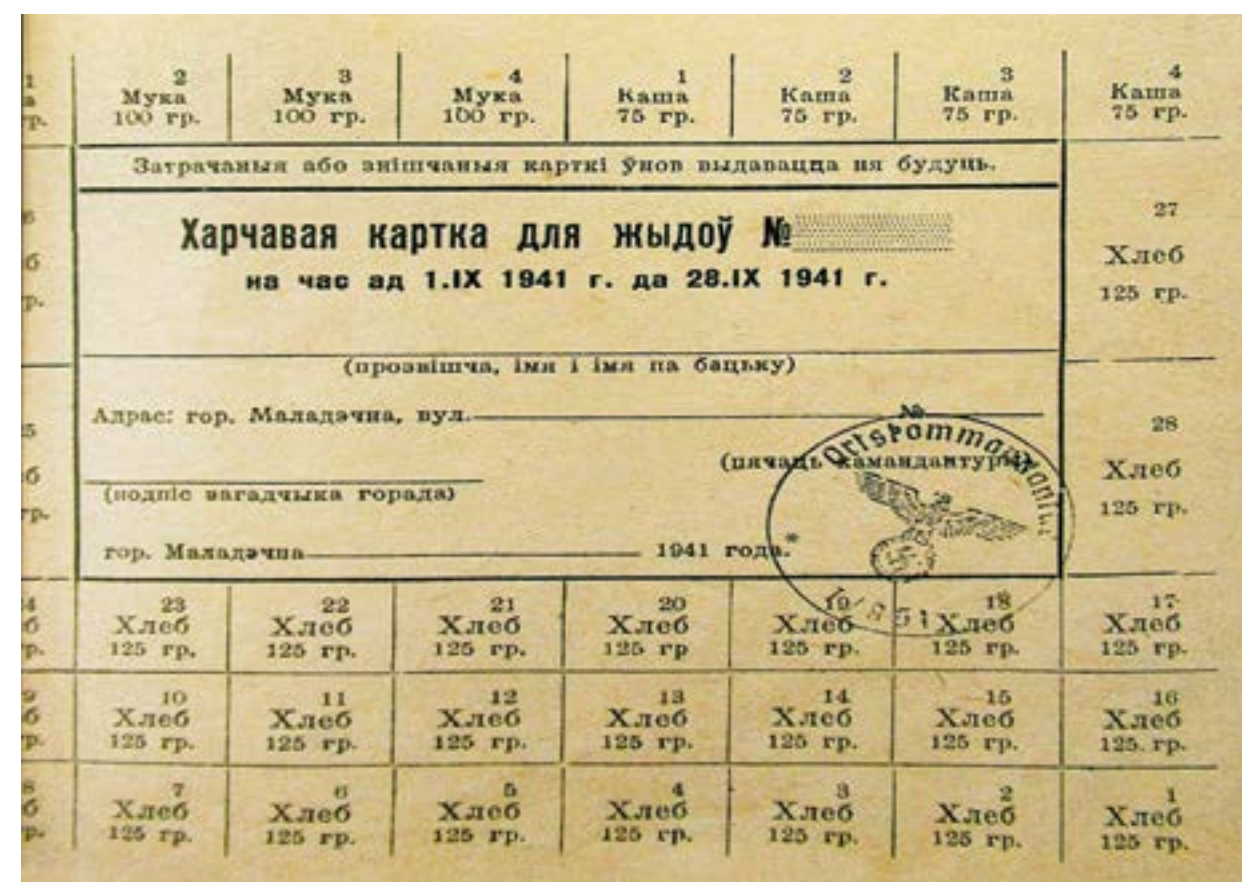 2 3 4 1 2 3 4
Мука Мука Мука Каша Каша Каша Каша
100 гр. 100 гр. 100 гр. 75 гр. 75 гр. 75 гр. 75 гр.
Затрачаныя або знішчаныя карткі ўнов выдавацца ня будуць.
Харчавая картка для жыдоў №
на час ад 1.IX 1941 г. да 28.IX 1941 г.
27
Хлеб
125 гр.
(прозвішча, імя і імя па бацьку)
Адрас: гор. Маладэчна, вул.
(пячаць камандантуры)
(подпіс загадчыка горада)
гор. Маладэчна 1941 года.
28
Хлеб
125 гр.
23 22 21 20 19 18 17
Хлеб Хлеб Хлеб Хлеб Хлеб Хлеб Хлеб
125 гр. 125 гр. 125 гр. 125 гр 125 гр. 125 гр. 125 гр.
10 11 12 13 14 15 16
Хлеб Хлеб Хлеб Хлеб Хлеб Хлеб Хлеб
125 гр. 125 гр. 125 гр. 125 гр. 125 гр. 125 гр. 125. гр.
7 6 5 4 3 2 1
Хлеб Хлеб Хлеб Хлеб Хлеб Хлеб Хлеб
125 гр. 125 гр. 125 гр. 125 гр. 125 гр. 125 гр. 125 гр.